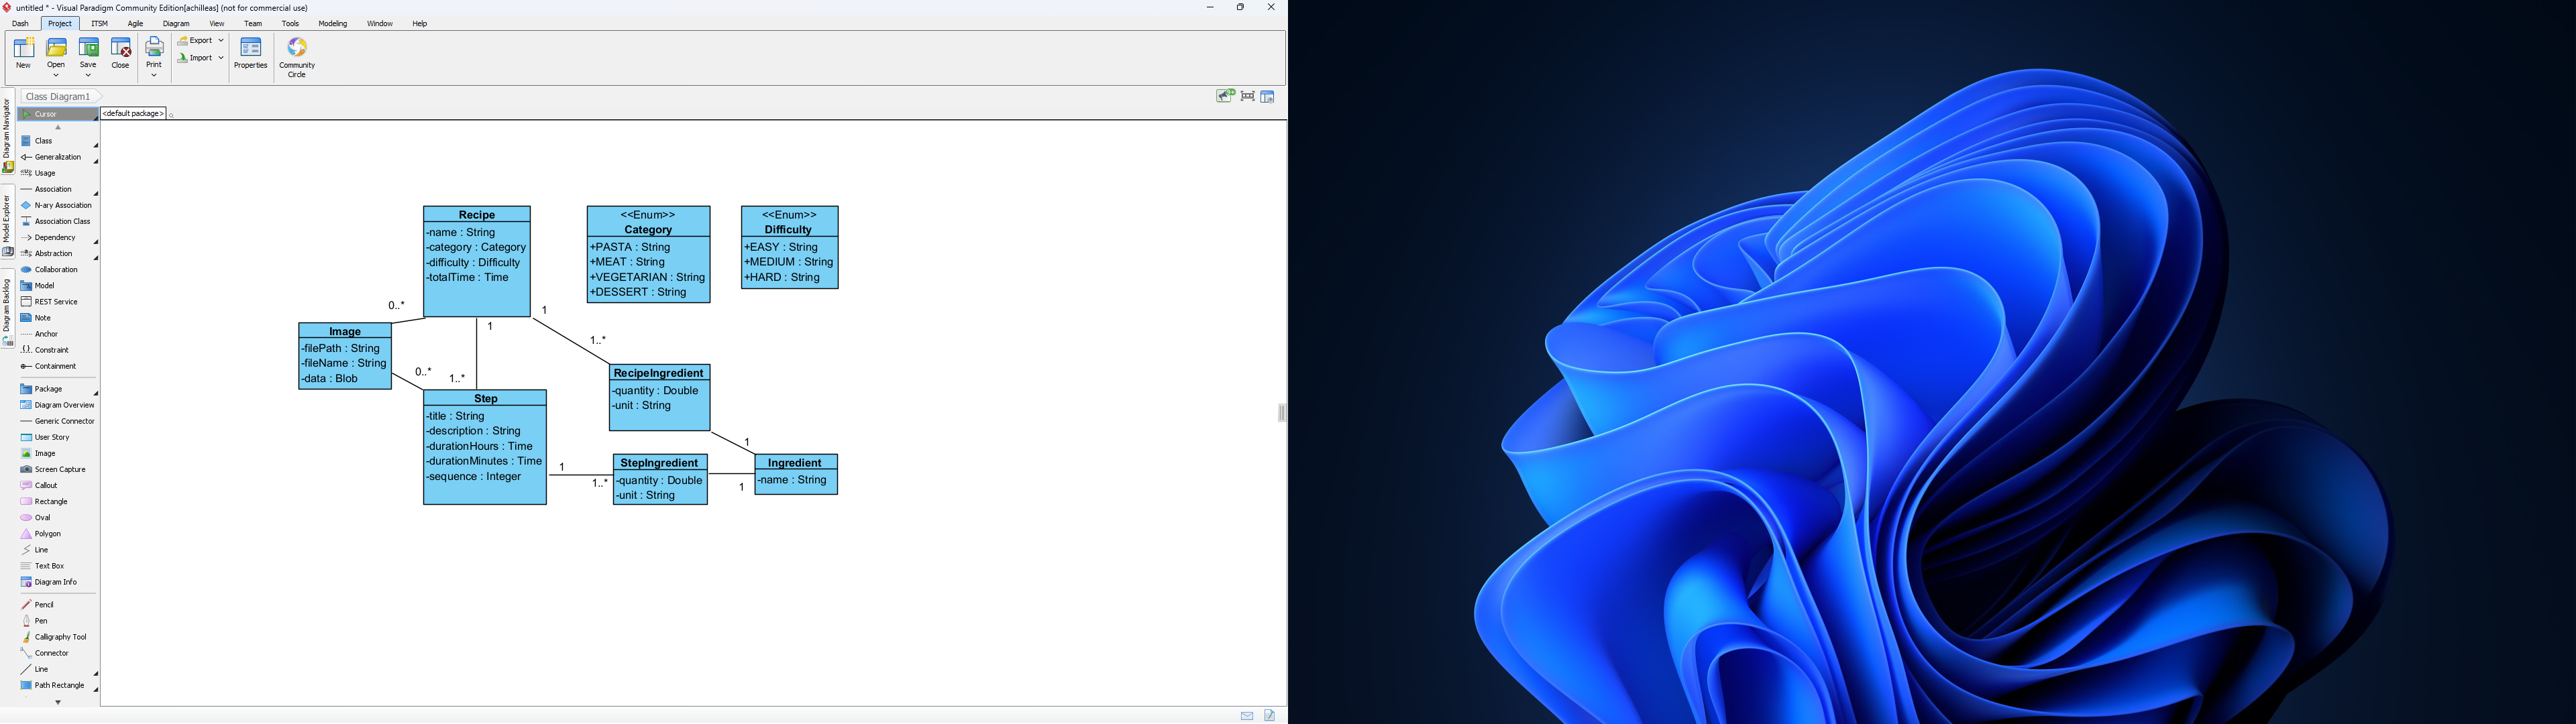 untitled * - Visual Paradigm Community Edition[achilleas] (not for commercial use)
Dash Project ITSM Agile Diagram View Team Tools Modeling Window Help
New Open Save Close Print Export Import Properties Community Circle
Class Diagram1
Diagram Navigator
Model Explorer
Diagram Backlog
Cursor
<default package>
Class
Generalization
Usage
Association
N-ary Association
Association Class
Dependency
Abstraction
Collaboration
Model
REST Service
Note
Anchor
Constraint
Containment
Package
Diagram Overview
Generic Connector
User Story
Image
Screen Capture
Callout
Rectangle
Oval
Polygon
Line
Text Box
Diagram Info
Pencil
Pen
Calligraphy Tool
Connector
Line
Path Rectangle
Recipe
-name : String
-category : Category
-difficulty : Difficulty
-totalTime : Time
<<Enum>>
Category
+PASTA : String
+MEAT : String
+VEGETARIAN : String
+DESSERT : String
<<Enum>>
Difficulty
+EASY : String
+MEDIUM : String
+HARD : String
0..*
1
1
1..*
Image
-filePath : String
-fileName : String
-data : Blob
0..*
1..*
RecipeIngredient
-quantity : Double
-unit : String
Step
-title : String
-description : String
-durationHours : Time
-durationMinutes : Time
-sequence : Integer
1
1
1..*
StepIngredient
-quantity : Double
-unit : String
1
Ingredient
-name : String